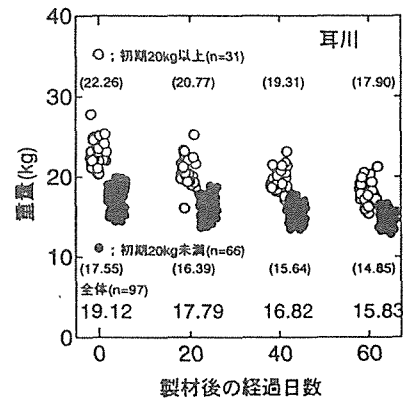 耳川
40
○ ; 初期20kg以上(n=31)
(22.26) (20.77) (19.31) (17.90)
30
重量(kg)
20
10
● ; 初期20kg未満(n=66)
(17.55) (16.39) (15.64) (14.85)
全体(n=97)
19.12 17.79 16.82 15.83
0
0 20 40 60
製材後の経過日数